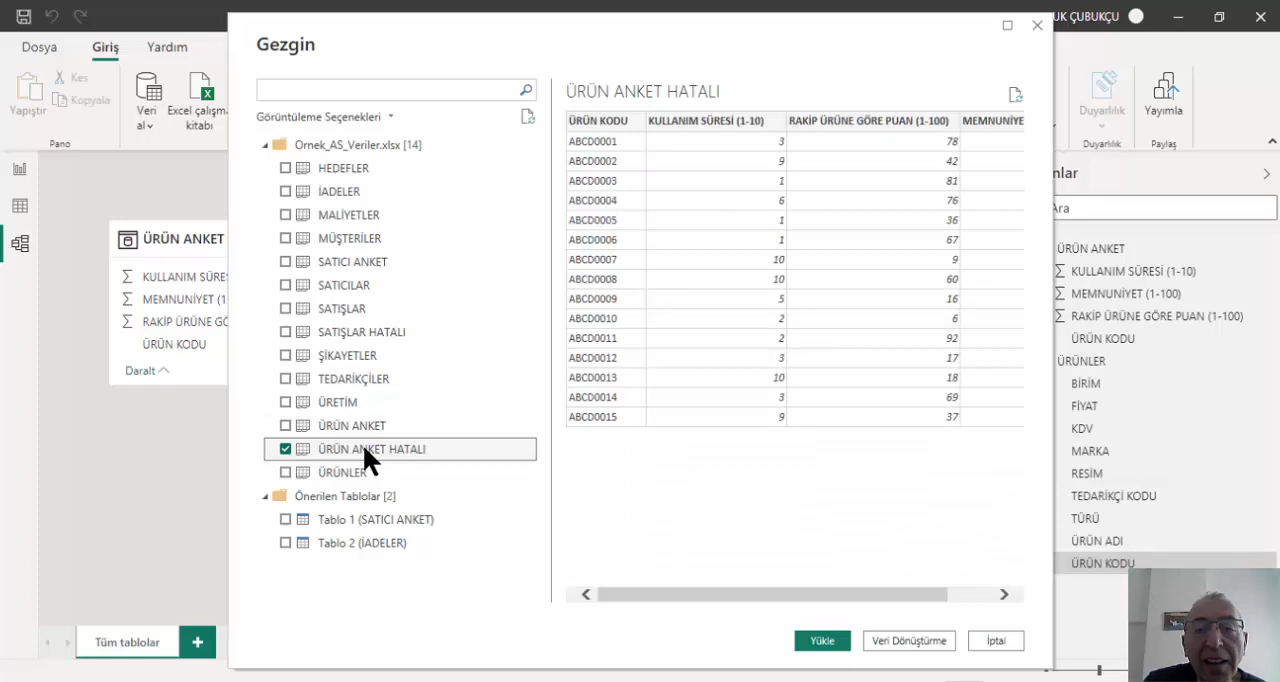 UK ÇUBUKÇU
Dosya
Giriş
Yardım
Yapıştır
Kes
Kopyala
Pano
Veri
al
Excel çalışm
kitabı
Duyarlılık
Duyarlılık
Yayımla
Paylaş
ÜRÜN ANKET
KULLANIM SÜRES
MEMNUNİYET (1
RAKİP ÜRÜNE GÖ
ÜRÜN KODU
Daralt
Tüm tablolar
+
Gezgin
Görüntüleme Seçenekleri
Ornek_AS_Veriler.xlsx [14]
HEDEFLER
İADELER
MALİYETLER
MÜŞTERİLER
SATICI ANKET
SATICILAR
SATIŞLAR
SATIŞLAR HATALI
ŞİKAYETLER
TEDARİKÇİLER
ÜRETİM
ÜRÜN ANKET
ÜRÜN ANKET HATALI
ÜRÜNLER
Önerilen Tablolar [2]
Tablo 1 (SATICI ANKET)
Tablo 2 (İADELER)
ÜRÜN ANKET HATALI
ÜRÜN KODU KULLANIM SÜRESİ (1-10) RAKİP ÜRÜNE GÖRE PUAN (1-100) MEMNUNİYE
ABCD0001 3 78
ABCD0002 9 42
ABCD0003 1 81
ABCD0004 6 76
ABCD0005 1 36
ABCD0006 1 67
ABCD0007 10 9
ABCD0008 10 60
ABCD0009 5 16
ABCD0010 2 6
ABCD0011 2 92
ABCD0012 3 17
ABCD0013 10 18
ABCD0014 3 69
ABCD0015 9 37
Yükle
Veri Dönüştürme
İptal
nlar
Ara
ÜRÜN ANKET
KULLANIM SÜRESİ (1-10)
MEMNUNİYET (1-100)
RAKİP ÜRÜNE GÖRE PUAN (1-100)
ÜRÜN KODU
ÜRÜNLER
BİRİM
FİYAT
KDV
MARKA
RESİM
TEDARİKÇİ KODU
TÜRÜ
ÜRÜN ADI
ÜRÜN KODU